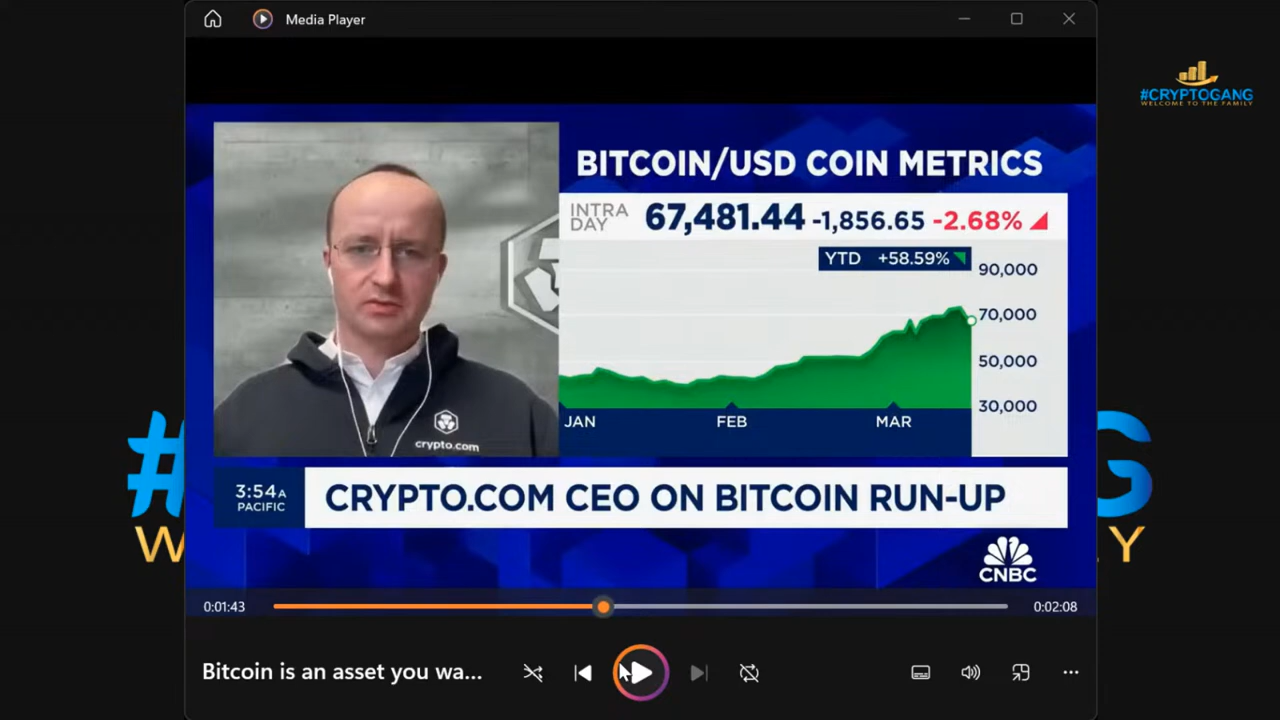 Media Player
#CRYPTOGANG
WELCOME TO THE FAMILY
BITCOIN/USD COIN METRICS
INTRA
DAY
67,481.44 -1,856.65 -2.68%
YTD +58.59%
90,000
70,000
50,000
30,000
JAN FEB MAR
crypto.com
3:54A
PACIFIC
CRYPTO.COM CEO ON BITCOIN RUN-UP
CNBC
#
G
W
Y
0:01:43
0:02:08
Bitcoin is an asset you wa...